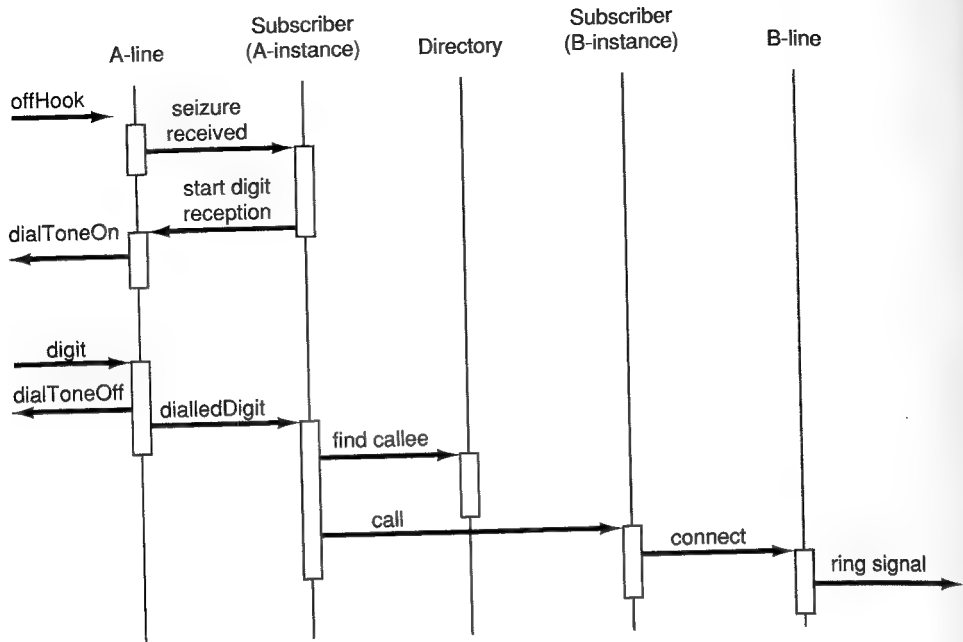 A-line
Subscriber
(A-instance)
Directory
Subscriber
(B-instance)
B-line
offHook
seizure
received
start digit
reception
dialToneOn
digit
dialToneOff
dialledDigit
find callee
call
connect
ring signal